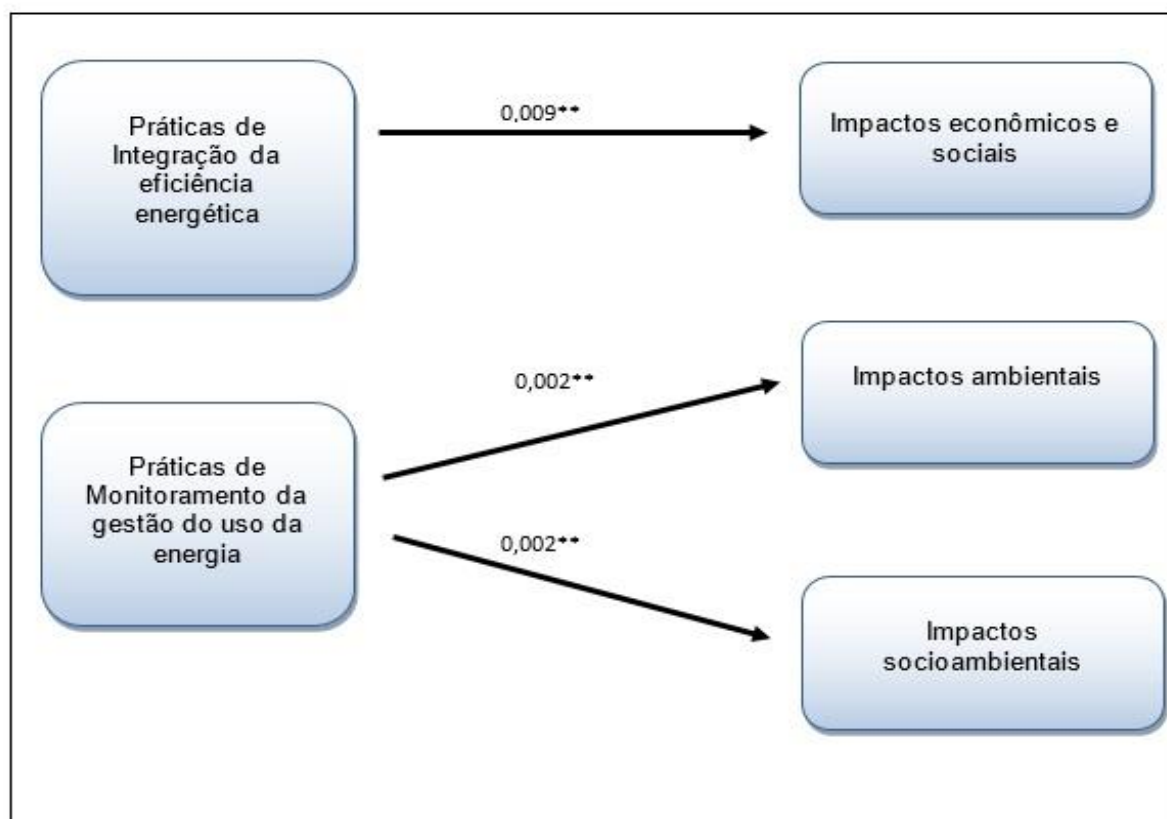 Práticas de
Integração da
eficiência
energética
0,009**
Impactos econômicos e
sociais
Práticas de
Monitoramento da
gestão do uso da
energia
0,002**
Impactos ambientais
0,002**
Impactos
socioambientais